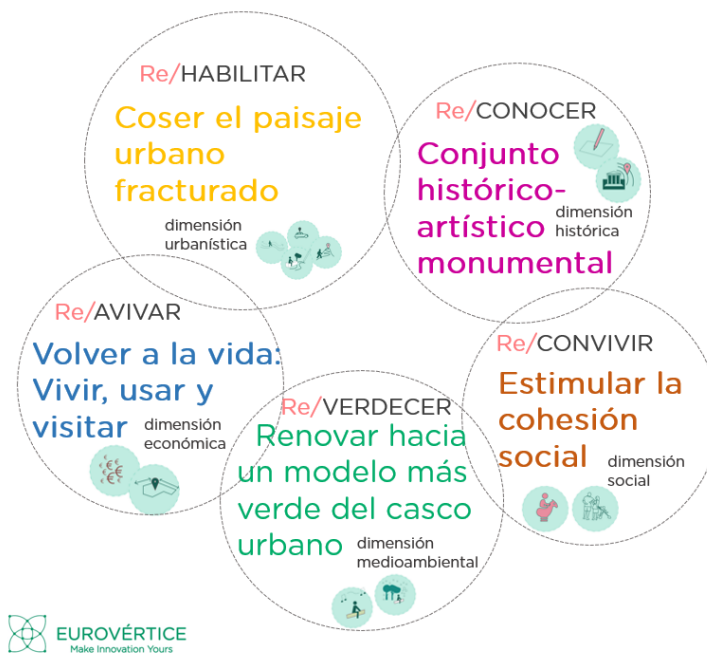 Re/HABILITAR
Coser el paisaje
urbano
fracturado
dimensión
urbanística
Re/CONOCER
Conjunto
histórico-
artístico
monumental
dimensión
histórica
Re/AVIVAR
Volver a la vida:
Vivir, usar y
visitar
dimensión
económica
Re/VERDECER
Renovar hacia
un modelo más
verde del casco
urbano
dimensión
medioambiental
Re/CONVIVIR
Estimular la
cohesión
social
dimensión
social
EUROVÉRTICE
Make Innovation Yours